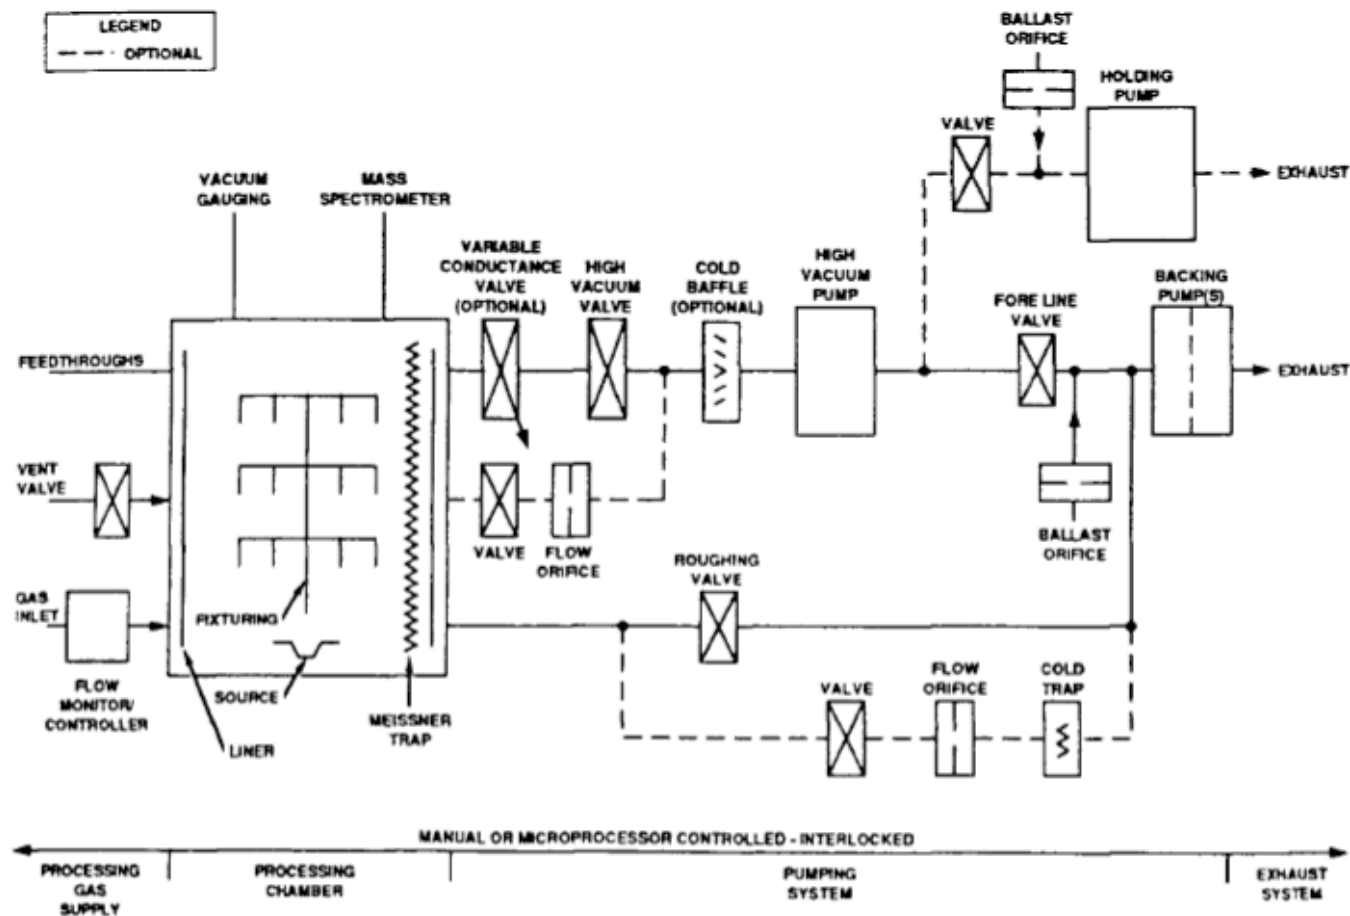 LEGEND
OPTIONAL
BALLAST
ORIFICE
HOLDING
PUMP
VALVE
EXHAUST
VACUUM
GAUGING
MASS
SPECTROMETER
VARIABLE
CONDUCTANCE
VALVE
(OPTIONAL)
HIGH
VACUUM
VALVE
COLD
BAFFLE
(OPTIONAL)
HIGH
VACUUM
PUMP
FORE LINE
VALVE
BACKING
PUMP(S)
EXHAUST
FEEDTHROUGHS
VENT
VALVE
VALVE
FLOW
ORIFICE
BALLAST
ORIFICE
ROUGHING
VALVE
GAS
INLET
FIXTURING
SOURCE
FLOW
MONITOR/
CONTROLLER
LINER
MEISSNER
TRAP
VALVE
FLOW
ORIFICE
COLD
TRAP
MANUAL OR MICROPROCESSOR CONTROLLED - INTERLOCKED
PROCESSING
GAS
SUPPLY
PROCESSING
CHAMBER
PUMPING
SYSTEM
EXHAUST
SYSTEM